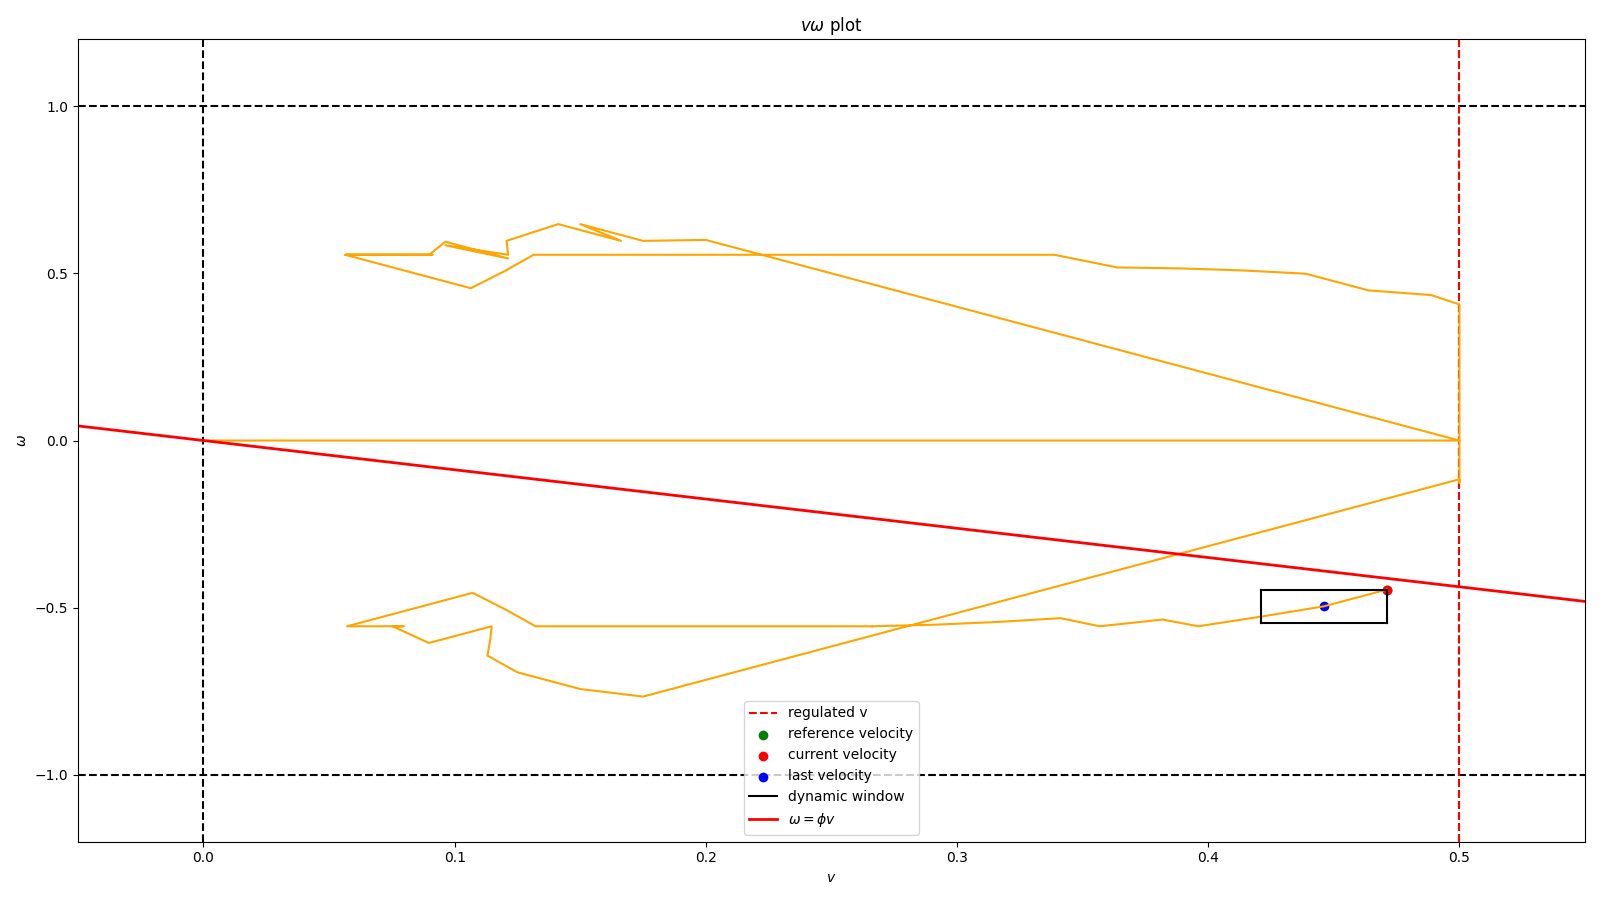 vω plot
1.0
0.5
0.0
−0.5
−1.0
ω
0.0
0.1
0.2
0.3
0.4
0.5
v
regulated v
reference velocity
current velocity
last velocity
dynamic window
ω = ϕv